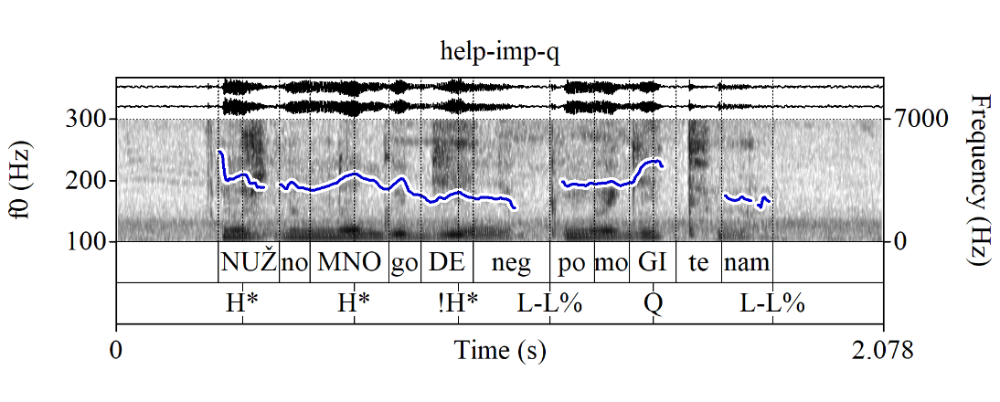 help-imp-q
300
200
100
f0 (Hz)
7000
0
Frequency (Hz)
NUŽ no MNO go DE neg po mo GI te nam
H* H* !H* L-L% Q L-L%
0 Time (s) 2.078